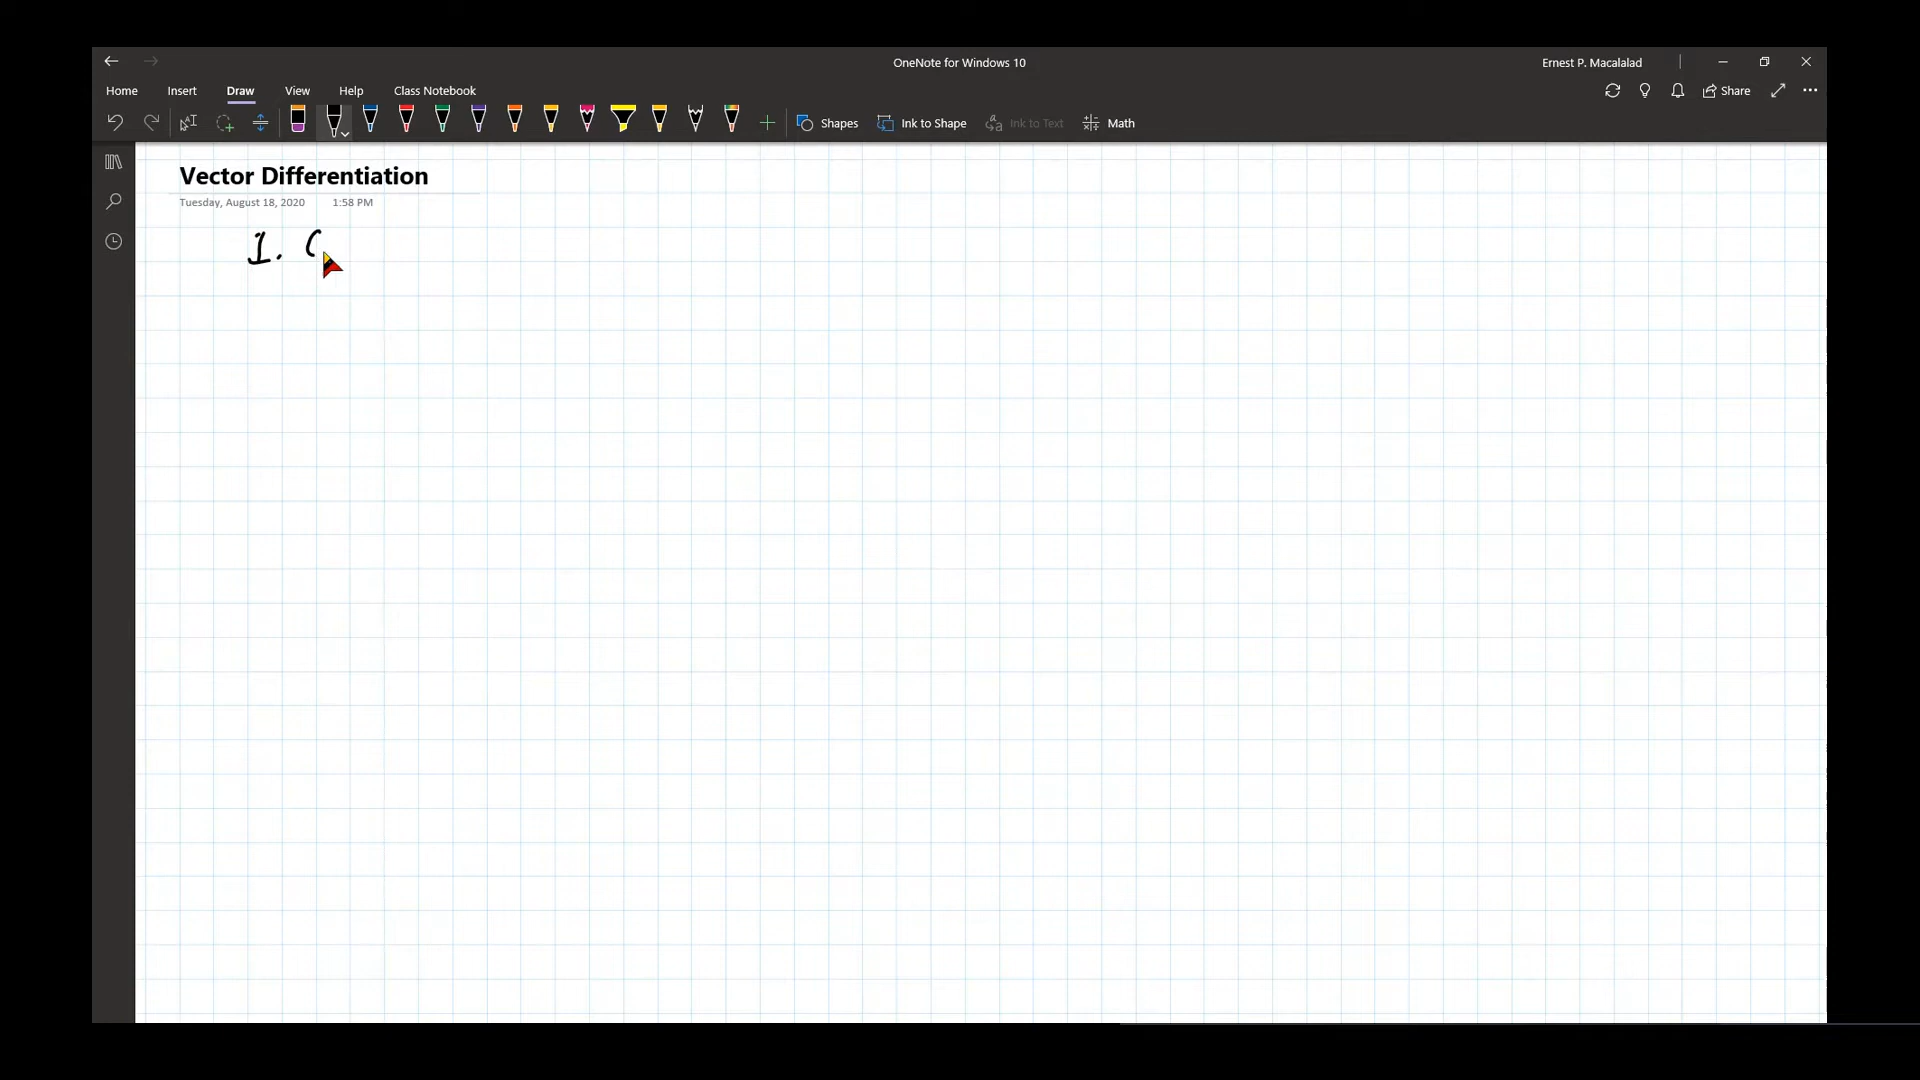 OneNote for Windows 10
Ernest P. Macalalad
Home Insert Draw View Help Class Notebook
Share
Shapes Ink to Shape Ink to Text Math
Vector Differentiation
Tuesday, August 18, 2020 1:58 PM
I. (